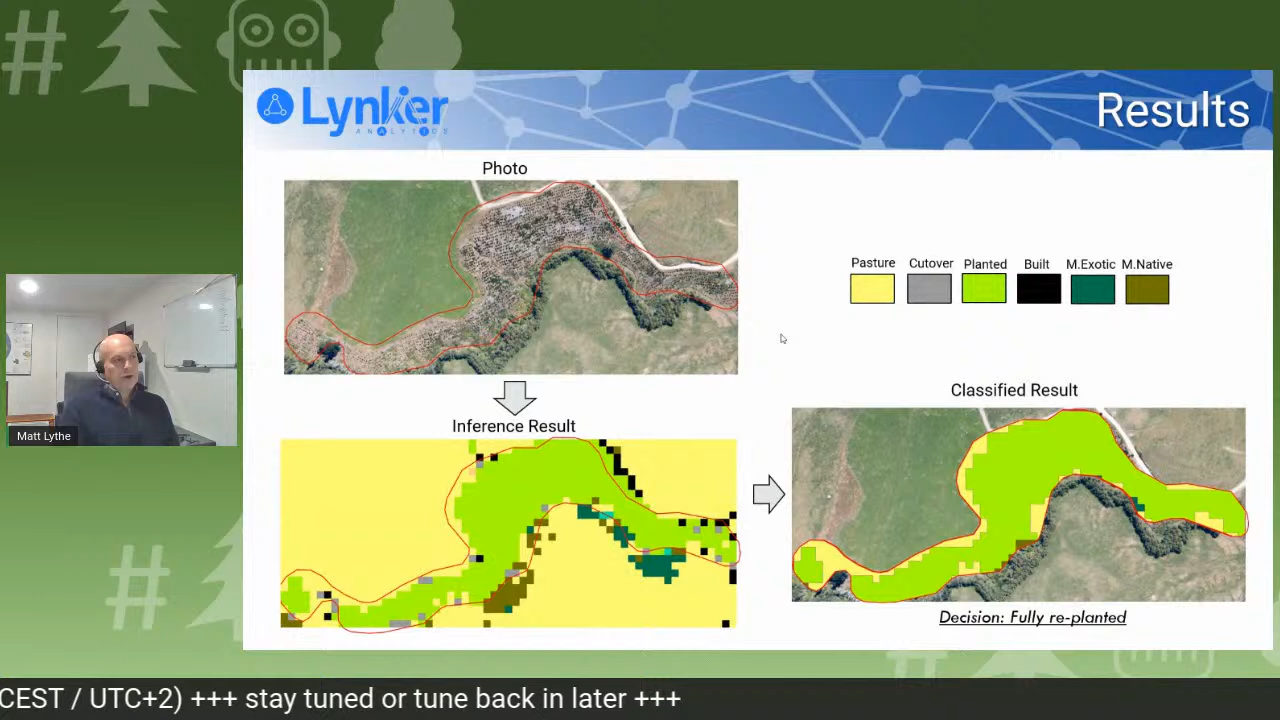 Lynker
ANALYTICS
Results
Photo
Pasture
Cutover
Planted
Built
M.Exotic
M.Native
Inference Result
Classified Result
Decision: Fully re-planted
Matt Lythe
CEST / UTC+2) +++ stay tuned or tune back in later +++